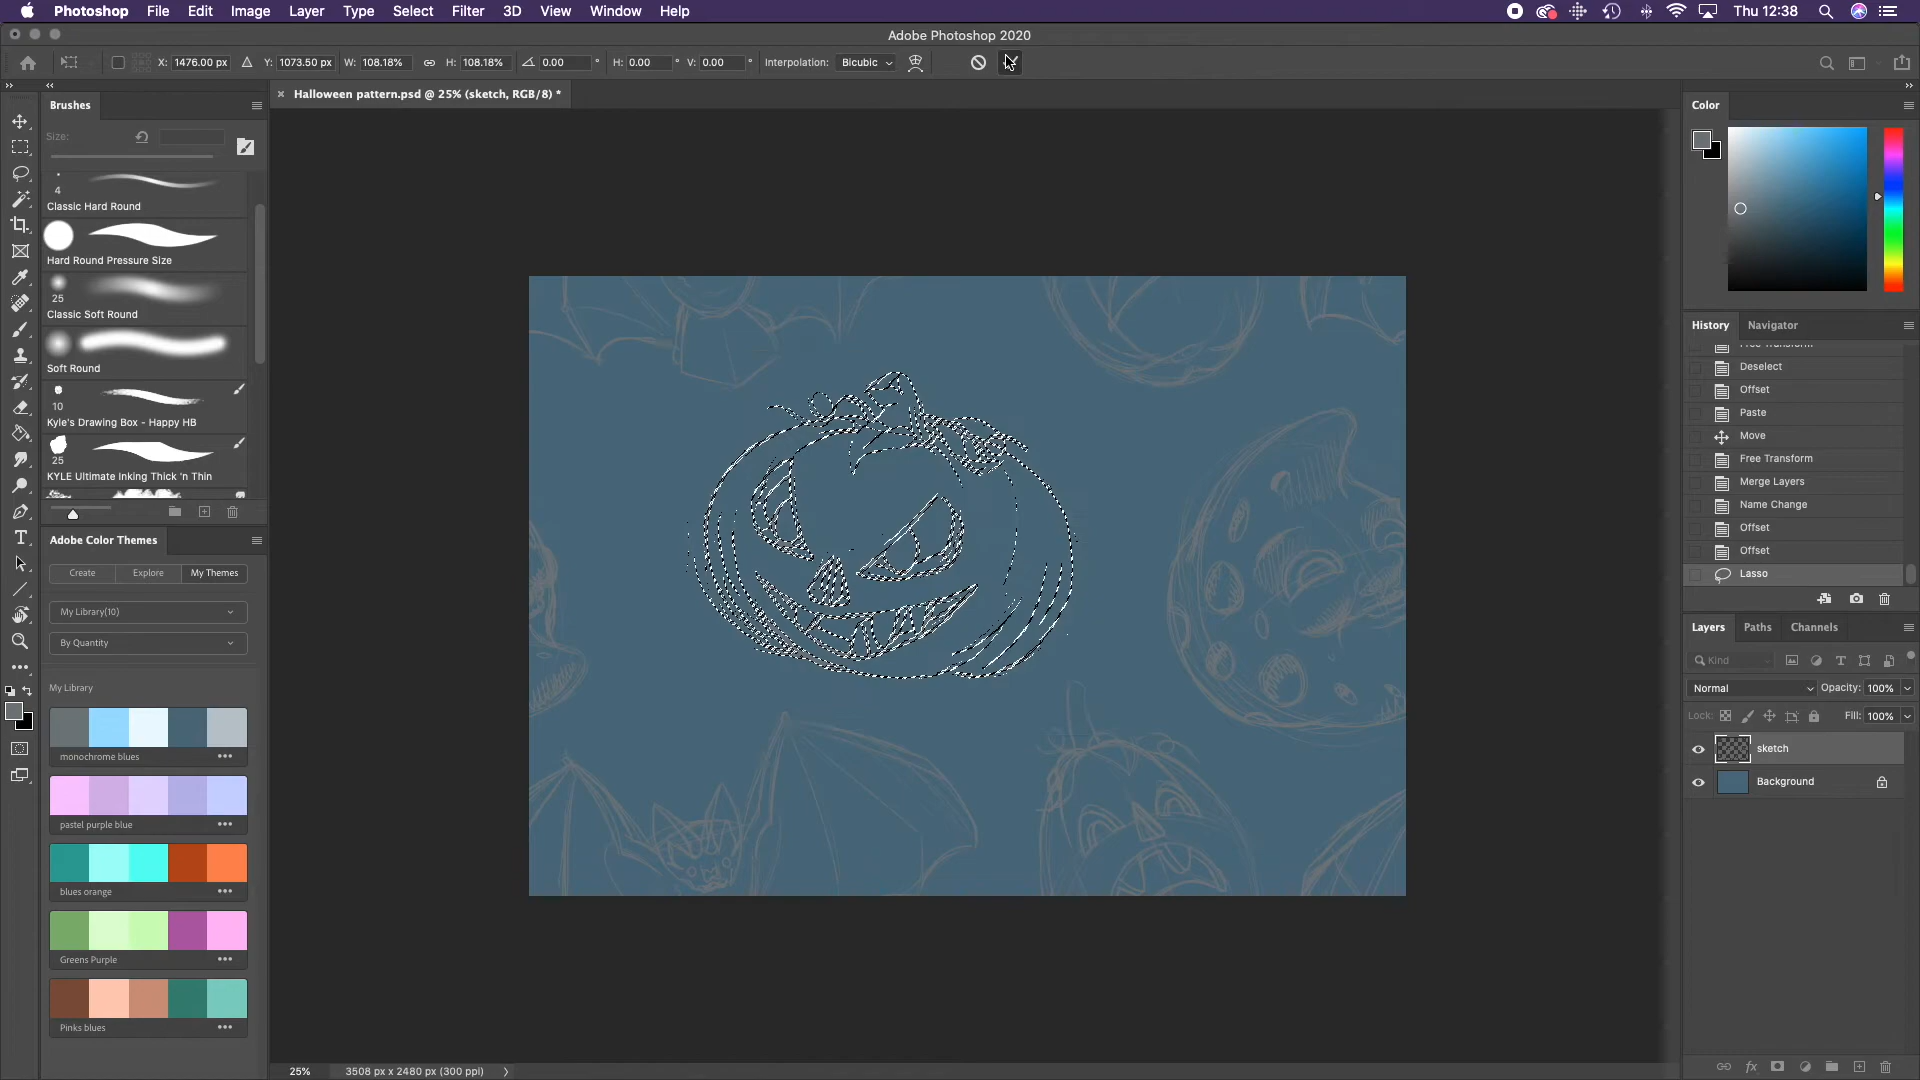 Photoshop File Edit Image Layer Type Select Filter 3D View Window Help Thu 12:38
Adobe Photoshop 2020
X: 1476.00 px Y: 1073.50 px W: 108.18% H: 108.18% 0.00 ° H: 0.00 ° V: 0.00 ° Interpolation: Bicubic
Halloween pattern.psd @ 25% (sketch, RGB/8) *
Brushes
Size:
4
Classic Hard Round
Hard Round Pressure Size
25
Classic Soft Round
Soft Round
10
Kyle's Drawing Box - Happy HB
25
KYLE Ultimate Inking Thick 'n Thin
Adobe Color Themes
Create Explore My Themes
My Library(10)
By Quantity
My Library
monochrome blues
pastel purple blue
blues orange
Greens Purple
Pinks blues
25% 3508 px x 2480 px (300 ppi)
Color
History Navigator
Free Transform
Deselect
Offset
Paste
Move
Free Transform
Merge Layers
Name Change
Offset
Offset
Lasso
Layers Paths Channels
Kind
Normal Opacity: 100%
Lock: Fill: 100%
sketch
Background